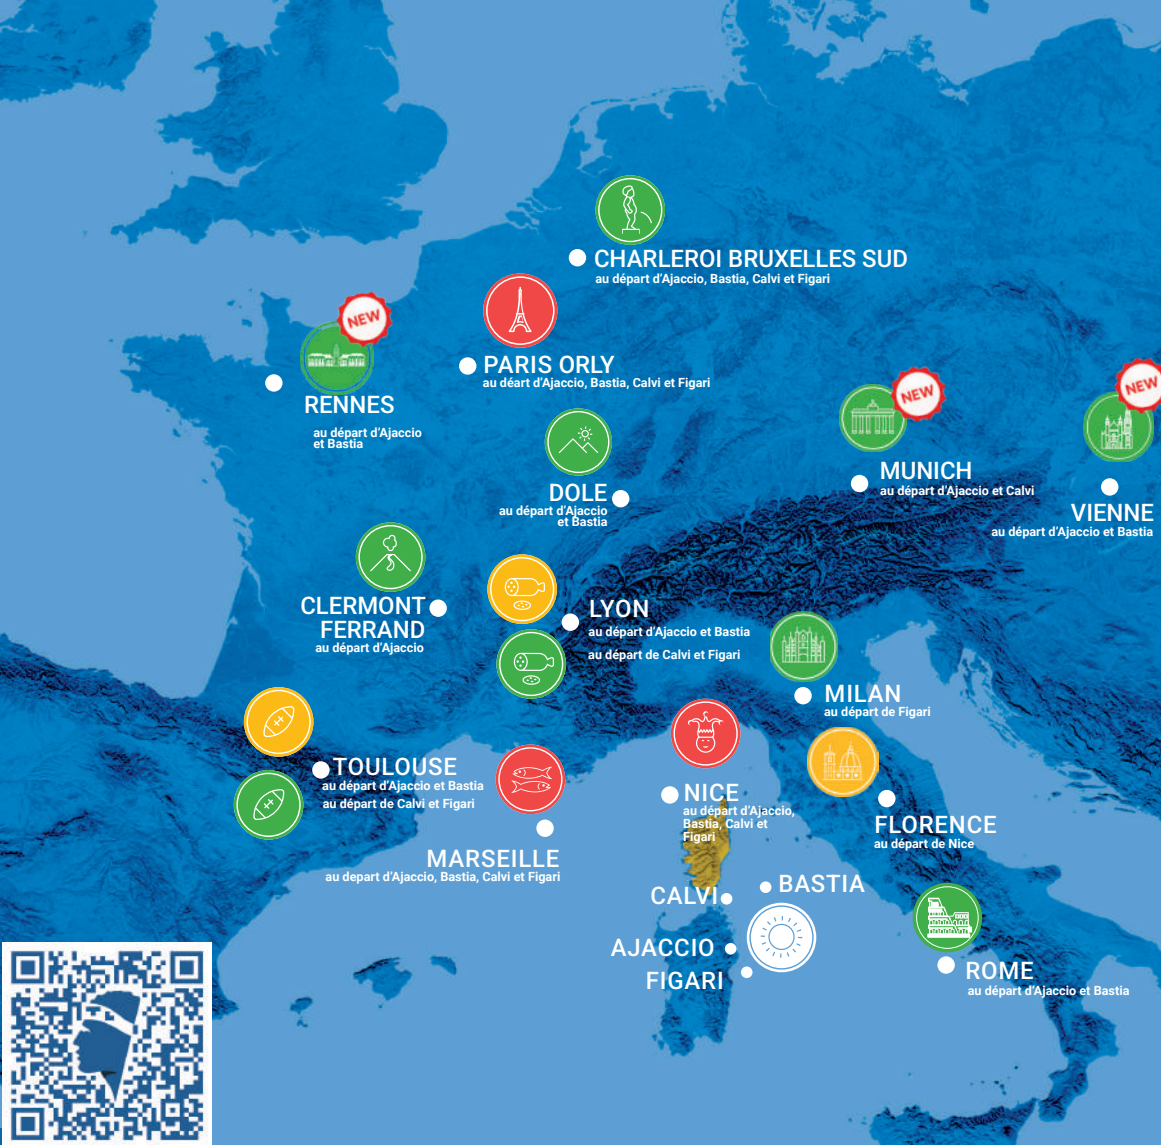 CHARLEROI BRUXELLES SUD
au départ d'Ajaccio, Bastia, Calvi et Figari
NEW
PARIS ORLY
au déart d'Ajaccio, Bastia, Calvi et Figari
RENNES
au départ d'Ajaccio
et Bastia
NEW
MUNICH
au départ d'Ajaccio et Calvi
NEW
VIENNE
au départ d'Ajaccio et Bastia
DOLE
au départ d'Ajaccio
et Bastia
CLERMONT
FERRAND
au départ d'Ajaccio
LYON
au départ d'Ajaccio et Bastia
au départ de Calvi et Figari
MILAN
au départ de Figari
TOULOUSE
au départ d'Ajaccio et Bastia
au départ de Calvi et Figari
NICE
au départ d'Ajaccio,
Bastia, Calvi et
Figari
FLORENCE
au départ de Nice
MARSEILLE
au depart d'Ajaccio, Bastia, Calvi et Figari
CALVI
BASTIA
AJACCIO
FIGARI
ROME
au départ d'Ajaccio et Bastia